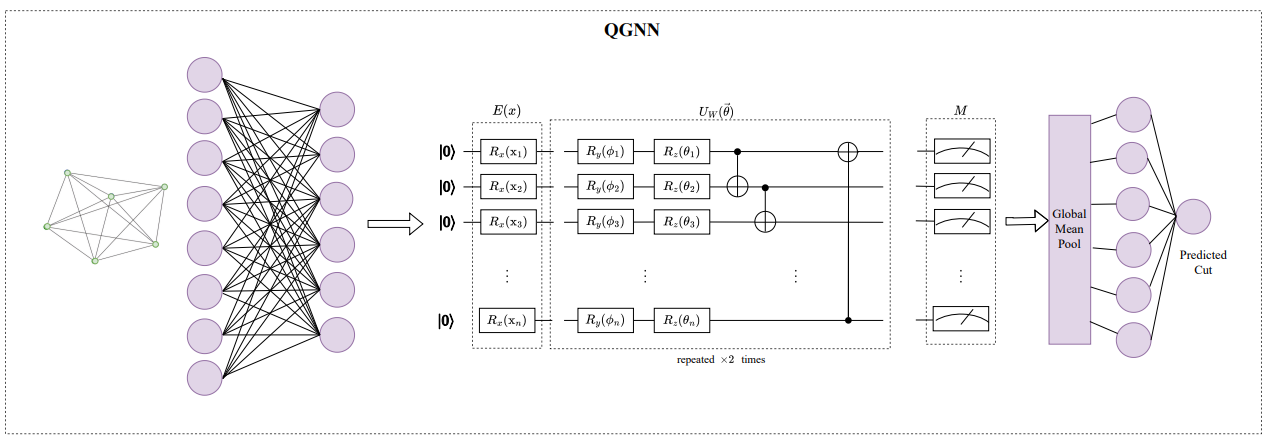 QGNN
E(x)
U_W(θ⃗)
M
|0⟩ R_x(x_1) R_y(ϕ_1) R_z(θ_1)
|0⟩ R_x(x_2) R_y(ϕ_2) R_z(θ_2)
|0⟩ R_x(x_3) R_y(ϕ_3) R_z(θ_3)
⋮ ⋮ ⋮ ⋮
|0⟩ R_x(x_n) R_y(ϕ_n) R_z(θ_n)
repeated ×2 times
Global
Mean
Pool
Predicted
Cut